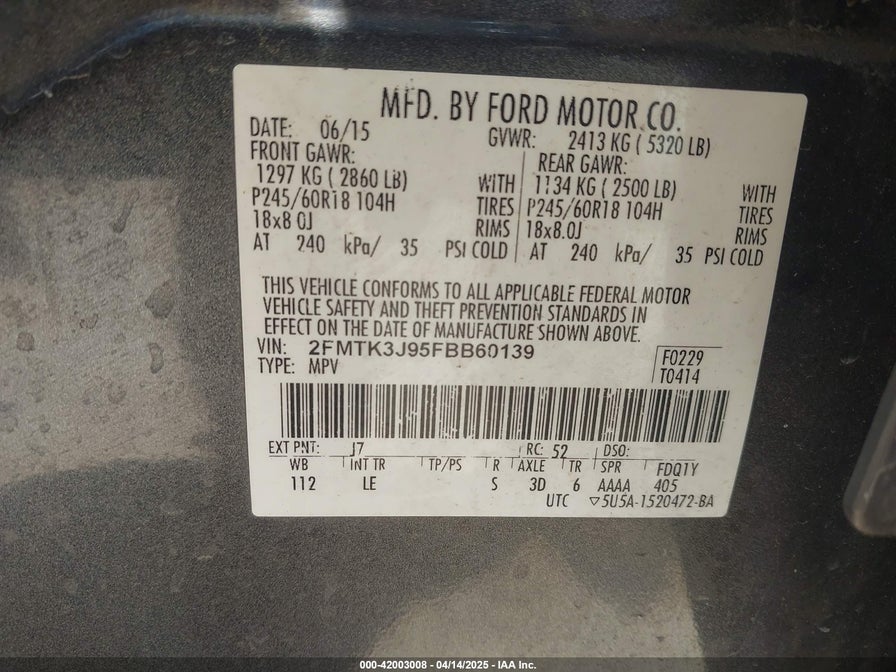 MFD. BY FORD MOTOR CO.
DATE: 06/15 GVWR: 2413 KG ( 5320 LB)
FRONT GAWR: REAR GAWR:
1297 KG ( 2860 LB) WITH 1134 KG ( 2500 LB) WITH
P245/60R18 104H TIRES P245/60R18 104H TIRES
18x8.0J RIMS 18x8.0J RIMS
AT 240 kPa/ 35 PSI COLD AT 240 kPa/ 35 PSI COLD
THIS VEHICLE CONFORMS TO ALL APPLICABLE FEDERAL MOTOR
VEHICLE SAFETY AND THEFT PREVENTION STANDARDS IN
EFFECT ON THE DATE OF MANUFACTURE SHOWN ABOVE.
VIN: 2FMTK3J95FBB60139 F0229
TYPE: MPV T0414
EXT PNT: J7 RC: 52 DSO:
WB INT TR TP/PS R AXLE TR SPR FDQ1Y
112 LE S 3D 6 AAAA 405
UTC ▽5U5A-1520472-BA
000-42003008 - 04/14/2025 - IAA Inc.